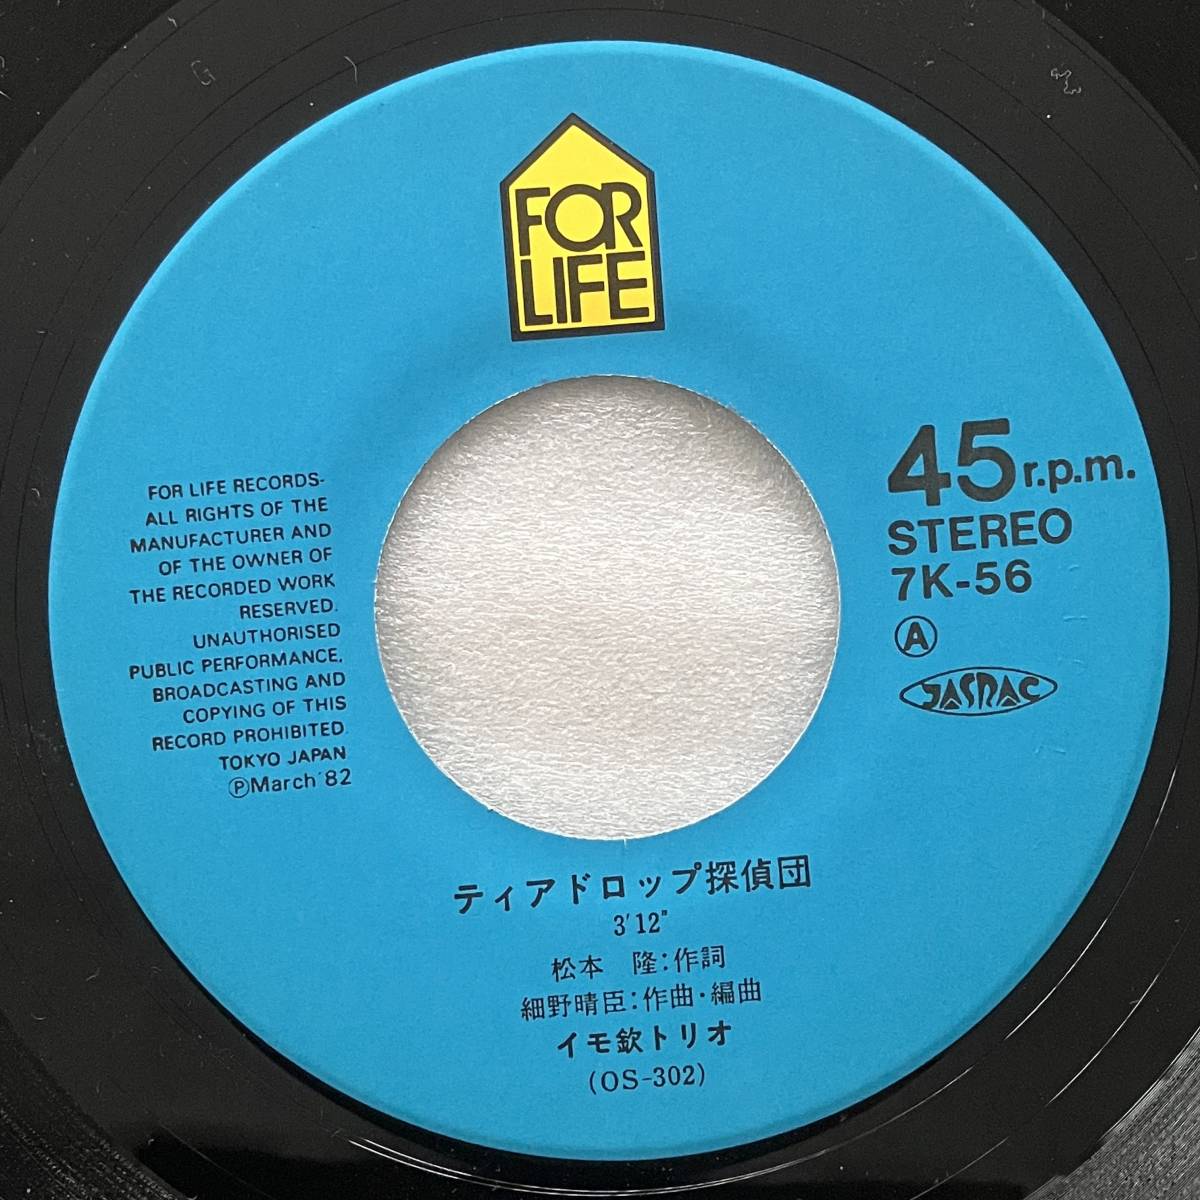 FOR
LIFE
45 r.p.m.
STEREO
7K-56
Ⓐ
JASRAC
FOR LIFE RECORDS-
ALL RIGHTS OF THE
MANUFACTURER AND
OF THE OWNER OF
THE RECORDED WORK
RESERVED.
UNAUTHORISED
PUBLIC PERFORMANCE,
BROADCASTING AND
COPYING OF THIS
RECORD PROHIBITED.
TOKYO JAPAN
ⓅMarch '82
ティアドロップ探偵団
3'12"
松本 隆:作詞
細野晴臣:作曲・編曲
イモ欽トリオ
(OS-302)